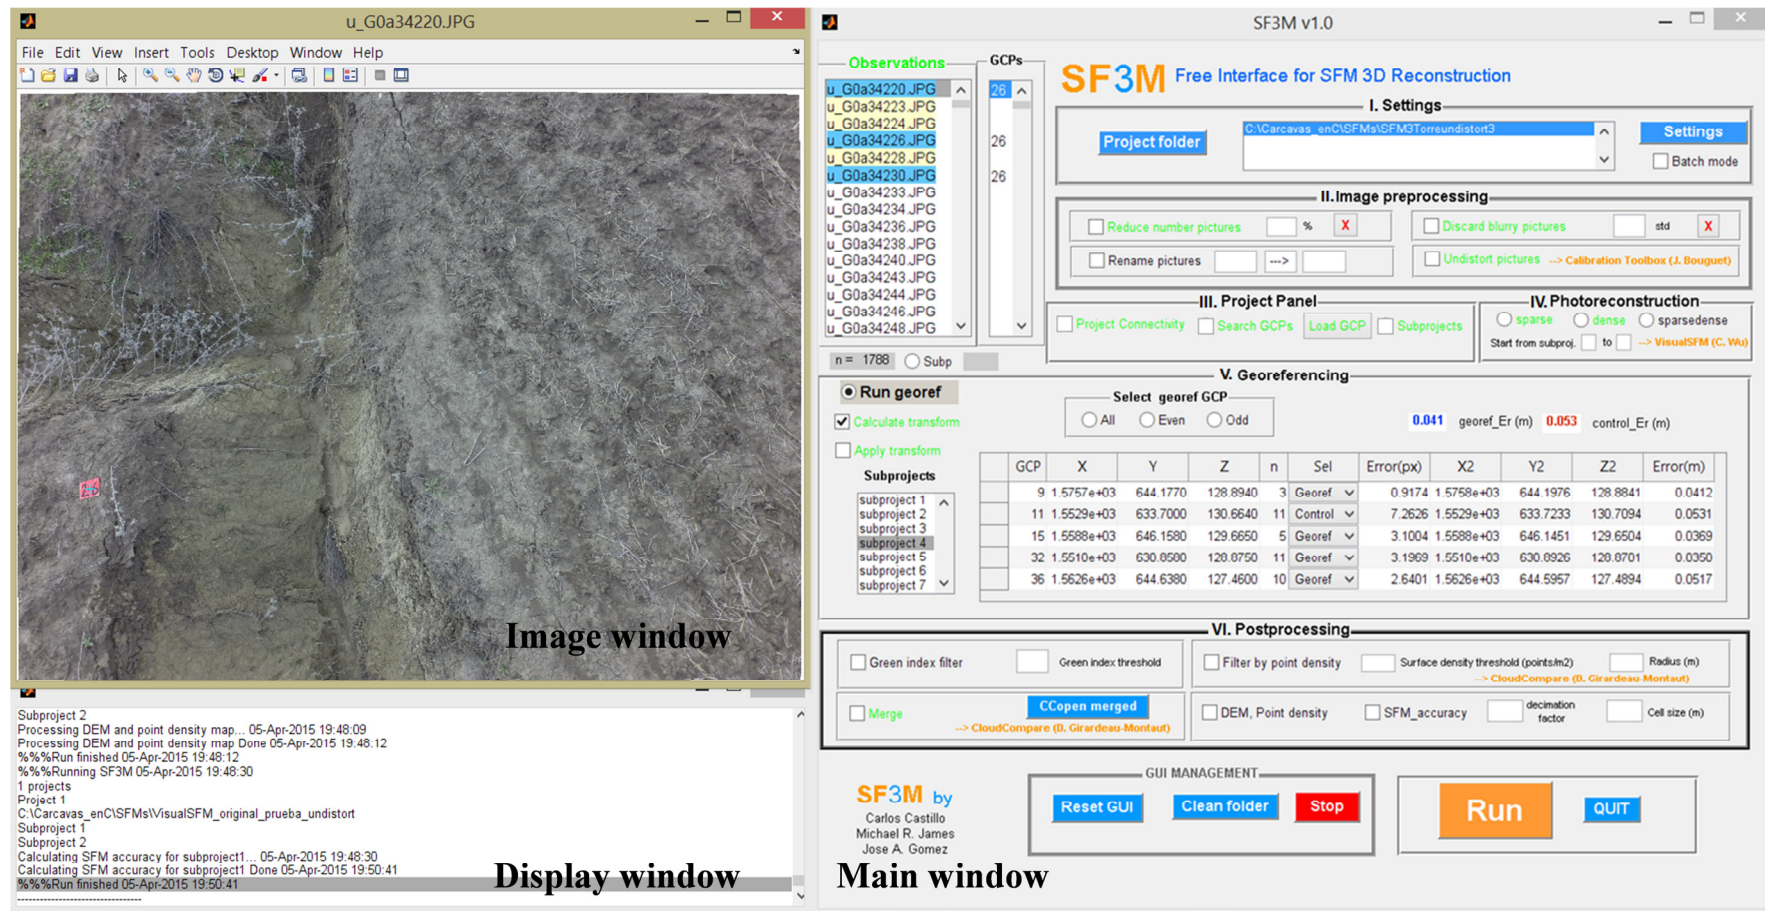 u_G0a34220.JPG
File Edit View Insert Tools Desktop Window Help
26
Image window
Subproject 2
Processing DEM and point density map... 05-Apr-2015 19:48:09
Processing DEM and point density map Done 05-Apr-2015 19:48:12
%%%Run finished 05-Apr-2015 19:48:12
%%%Running SF3M 05-Apr-2015 19:48:30
1 projects
Project 1
C:\Carcavas_enC\SFMs\VisualSFM_original_prueba_undistort
Subproject 1
Subproject 2
Calculating SFM accuracy for subproject1... 05-Apr-2015 19:48:30
Calculating SFM accuracy for subproject1 Done 05-Apr-2015 19:50:41
%%%Run finished 05-Apr-2015 19:50:41
--------------------------------
Display window
SF3M v1.0
Observations
GCPs
u_G0a34220.JPG 26
u_G0a34223.JPG
u_G0a34224.JPG
u_G0a34226.JPG 26
u_G0a34228.JPG
u_G0a34230.JPG 26
u_G0a34233.JPG
u_G0a34234.JPG
u_G0a34236.JPG
u_G0a34238.JPG
u_G0a34240.JPG
u_G0a34243.JPG
u_G0a34244.JPG
u_G0a34246.JPG
u_G0a34248.JPG
n = 1788 Subp
SF3M Free Interface for SFM 3D Reconstruction
I. Settings
Project folder
C:\Carcavas_enC\SFMs\SFM3Torreundistort3
Settings
Batch mode
II.Image preprocessing
Reduce number pictures % X
Discard blurry pictures std X
Rename pictures --->
Undistort pictures --> Calibration Toolbox (J. Bouguet)
III. Project Panel
Project Connectivity Search GCPs Load GCP Subprojects
IV. Photoreconstruction
sparse dense sparsedense
Start from subproj. to --> VisualSFM (C. Wu)
V. Georeferencing
Run georef
Calculate transform
Apply transform
Subprojects
subproject 1
subproject 2
subproject 3
subproject 4
subproject 5
subproject 6
subproject 7
Select georef GCP
All Even Odd
0.041 georef_Er (m) 0.053 control_Er (m)
GCP X Y Z n Sel Error(px) X2 Y2 Z2 Error(m)
9 1.5757e+03 644.1770 128.8940 3 Georef 0.9174 1.5758e+03 644.1976 128.8841 0.0412
11 1.5529e+03 633.7000 130.6640 11 Control 7.2626 1.5529e+03 633.7233 130.7094 0.0531
15 1.5588e+03 646.1580 129.6650 5 Georef 3.1004 1.5588e+03 646.1451 129.6504 0.0369
32 1.5510e+03 630.8580 128.8750 11 Georef 3.1969 1.5510e+03 630.8926 128.8701 0.0350
36 1.5626e+03 644.6380 127.4600 10 Georef 2.6401 1.5626e+03 644.5957 127.4894 0.0517
VI. Postprocessing
Green index filter Green index threshold
Filter by point density Surface density threshold (points/m2) Radius (m)
--> CloudCompare (D. Girardeau-Montaut)
Merge CCopen merged
--> CloudCompare (D. Girardeau-Montaut)
DEM, Point density SFM_accuracy decimation factor Cell size (m)
SF3M by
Carlos Castillo
Michael R. James
Jose A. Gomez
GUI MANAGEMENT
Reset GUI Clean folder Stop
Run QUIT
Main window